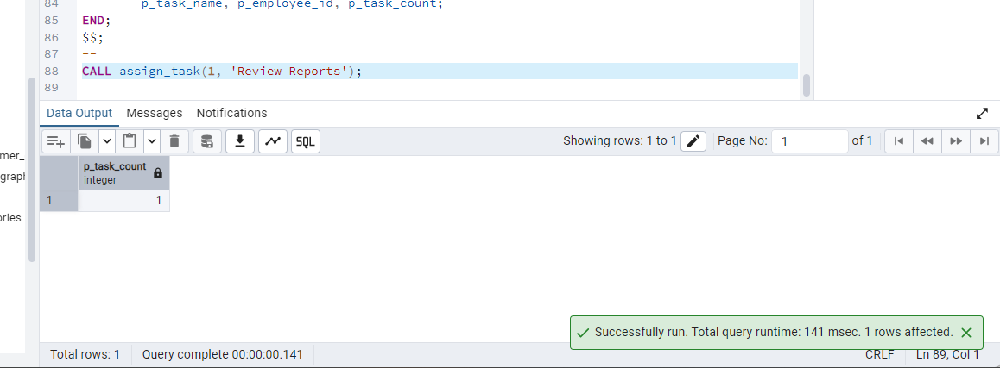 84 p_task_name, p_employee_id, p_task_count;
85 END;
86 $$;
87 --
88 CALL assign_task(1, 'Review Reports');
89
Data Output Messages Notifications
SQL Showing rows: 1 to 1 Page No: 1 of 1
mer_
graph
ories
p_task_count
integer
1 1
Successfully run. Total query runtime: 141 msec. 1 rows affected.
Total rows: 1 Query complete 00:00:00.141 CRLF Ln 89, Col 1